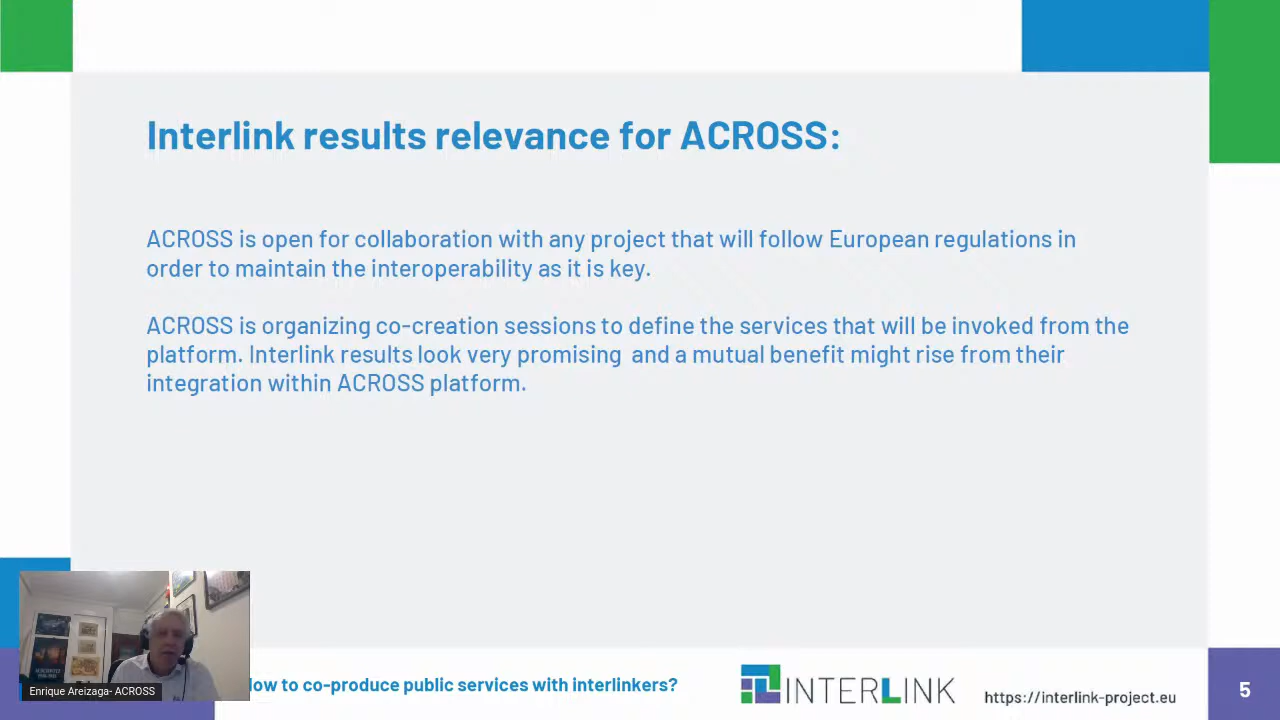 Interlink results relevance for ACROSS:
ACROSS is open for collaboration with any project that will follow European regulations in
order to maintain the interoperability as it is key.
ACROSS is organizing co-creation sessions to define the services that will be invoked from the
platform. Interlink results look very promising  and a mutual benefit might rise from their
integration within ACROSS platform.
Enrique Areizaga- ACROSS
to co-produce public services with interlinkers?
INTERLINK
https://interlink-project.eu
5